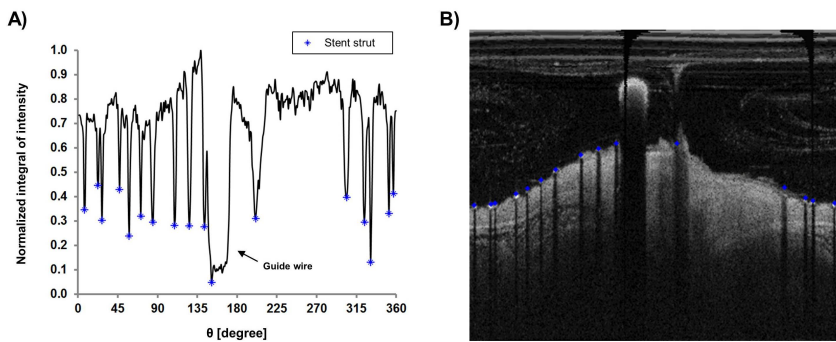 A)
B)
Stent strut
Normalized integral of intensity
1.0
0.9
0.8
0.7
0.6
0.5
0.4
0.3
0.2
0.1
0.0
Guide wire
0 45 90 135 145 180 225 270 315 360
θ [degree]